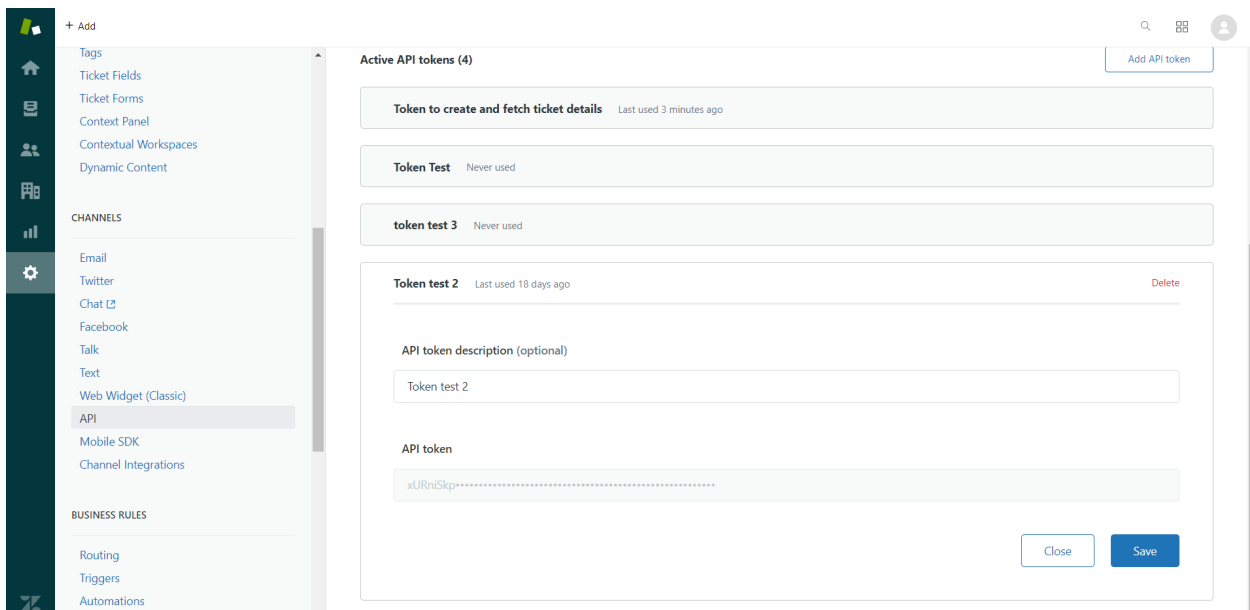 + Add
Tags
Ticket Fields
Ticket Forms
Context Panel
Contextual Workspaces
Dynamic Content
CHANNELS
Email
Twitter
Chat
Facebook
Talk
Text
Web Widget (Classic)
API
Mobile SDK
Channel Integrations
BUSINESS RULES
Routing
Triggers
Automations
Active API tokens (4)
Add API token
Token to create and fetch ticket details Last used 3 minutes ago
Token Test Never used
token test 3 Never used
Token test 2 Last used 18 days ago Delete
API token description (optional)
Token test 2
API token
xURniSkp••••••••••••••••••••••••••••••••••••••••••••••••••••••••
Close Save